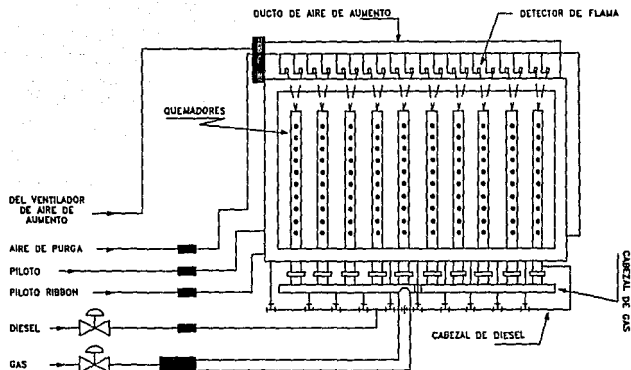 DUCTO DE AIRE DE AUMENTO
DETECTOR DE FLAMA
QUEMADORES
DEL VENTILADOR
DE AIRE DE
AUMENTO
AIRE DE PURGA
PILOTO
PILOTO RIBBON
DIESEL
GAS
CABEZAL DE GAS
CABEZAL DE DIESEL